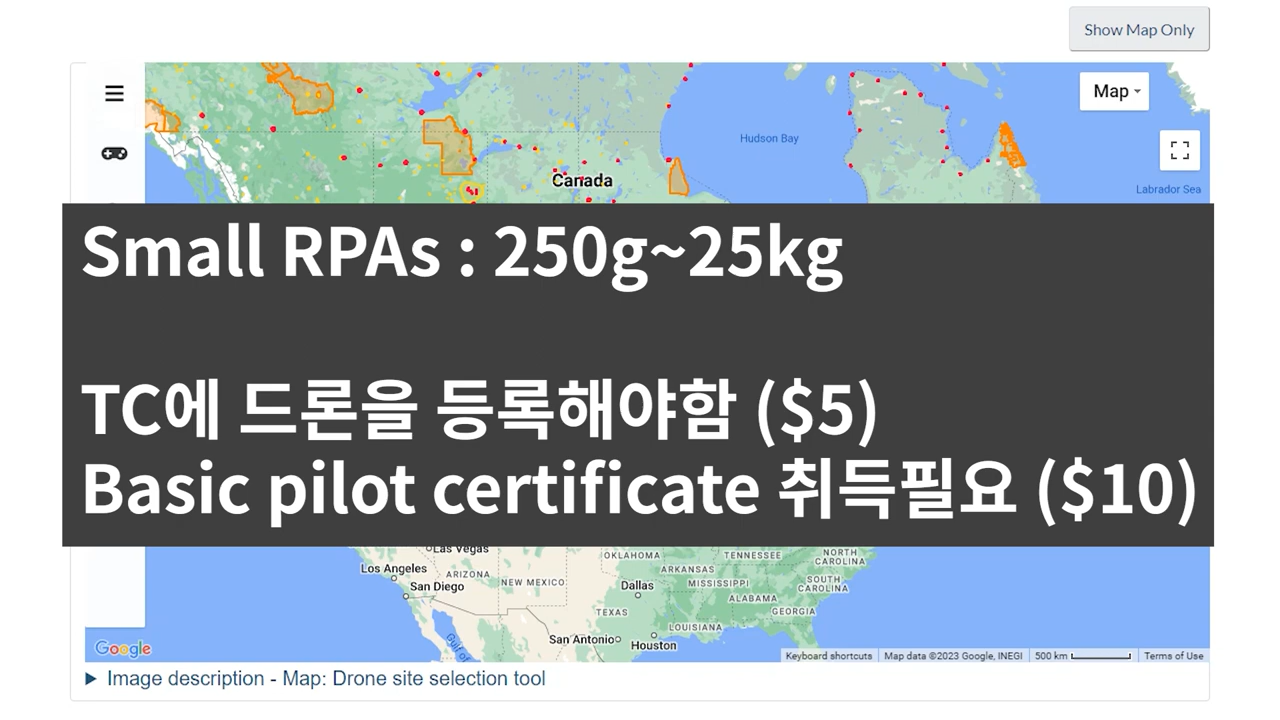 Show Map Only
Map
Hudson Bay
Canada
Labrador Sea
Small RPAs : 250g~25kg
TC에 드론을 등록해야함 ($5)
Basic pilot certificate 취득필요 ($10)
Las Vegas
OKLAHOMA
TENNESSEE
NORTH
CAROLINA
Los Angeles
ARIZONA
NEW MEXICO
ARKANSAS
MISSISSIPPI
SOUTH
CAROLINA
San Diego
Dallas
ALABAMA
TEXAS
GEORGIA
LOUISIANA
San Antonio
Houston
Gulf of
Google
Keyboard shortcuts
Map data ©2023 Google, INEGI
500 km
Terms of Use
Image description - Map: Drone site selection tool